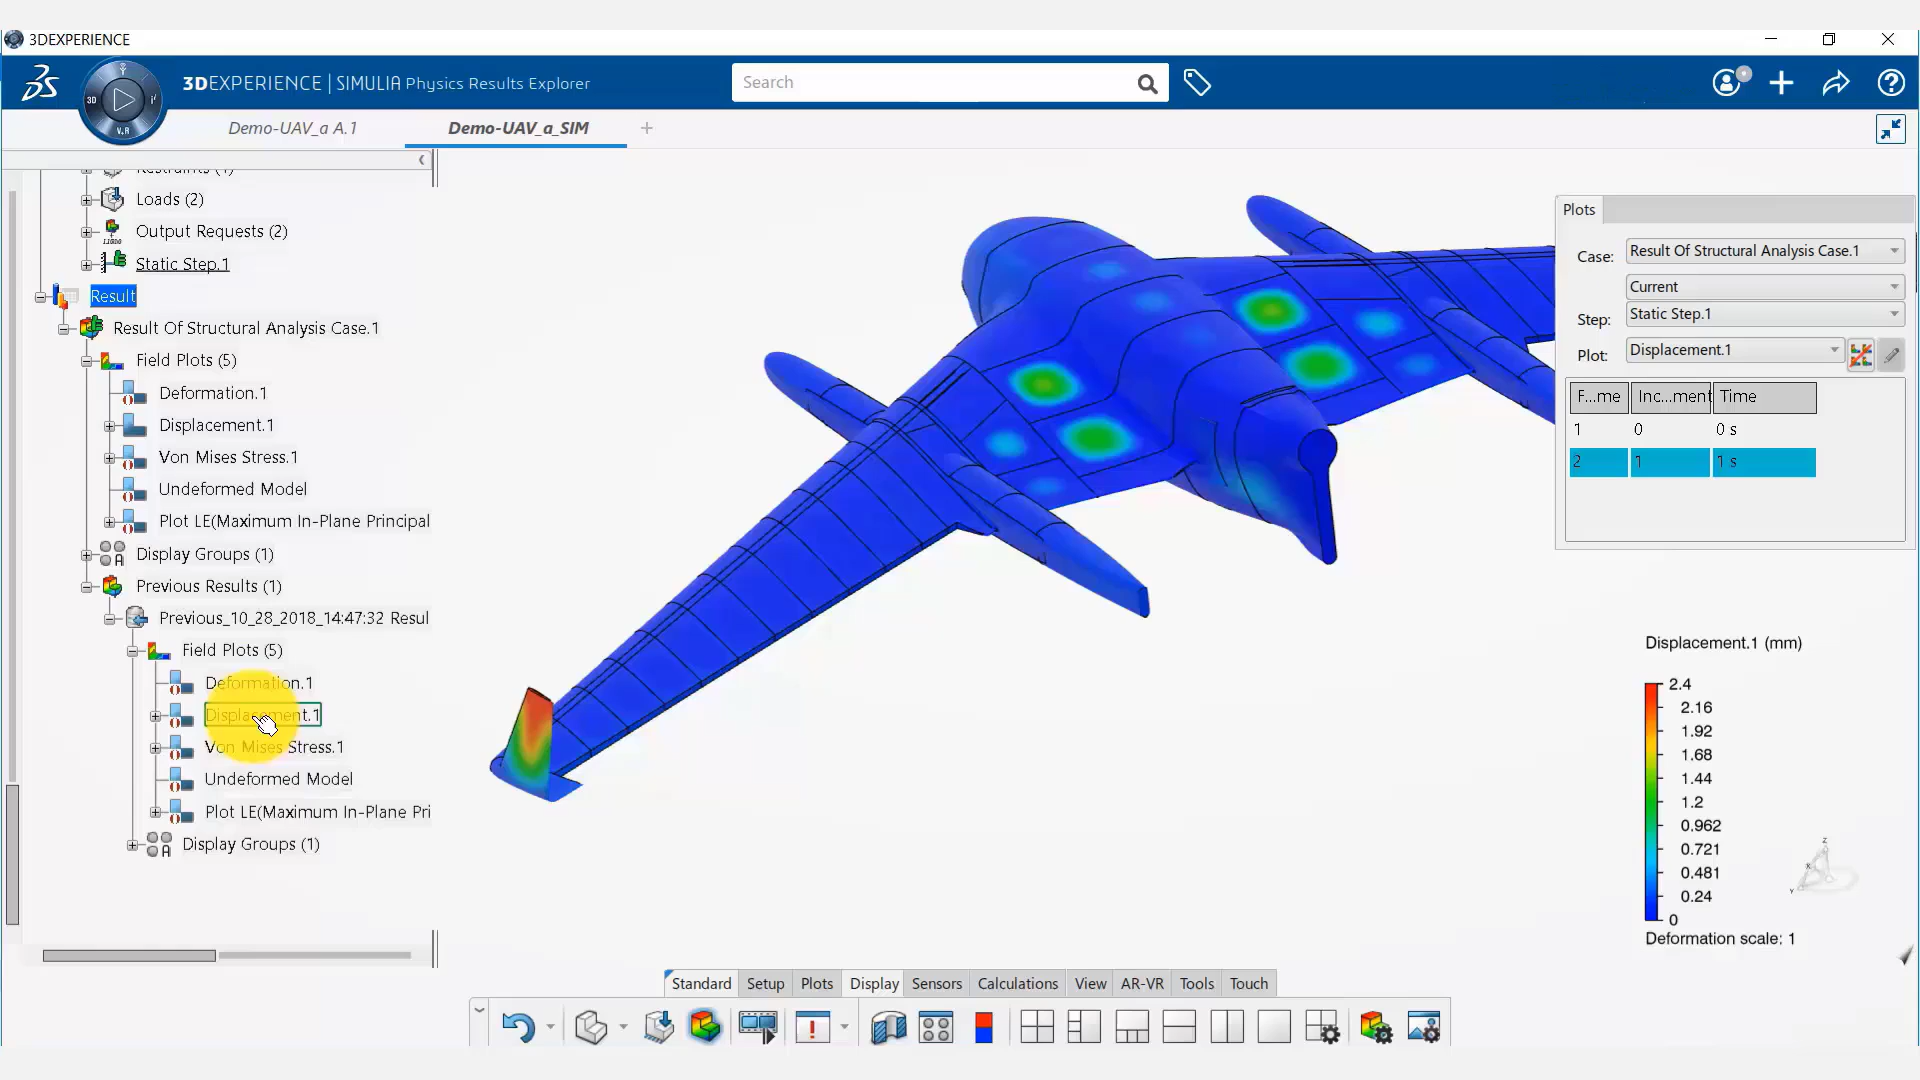 3DEXPERIENCE
3DEXPERIENCE | SIMULIA Physics Results Explorer
Search
3D
V.R
Demo-UAV_a A.1
Demo-UAV_a_SIM
Restraints (1)
Loads (2)
Output Requests (2)
Static Step.1
Result
Result Of Structural Analysis Case.1
Field Plots (5)
Deformation.1
Displacement.1
Von Mises Stress.1
Undeformed Model
Plot LE(Maximum In-Plane Principal
Display Groups (1)
Previous Results (1)
Previous_10_28_2018_14:47:32 Resul
Field Plots (5)
Deformation.1
Displacement.1
Von Mises Stress.1
Undeformed Model
Plot LE(Maximum In-Plane Pri
Display Groups (1)
Plots
Case: Result Of Structural Analysis Case.1
Current
Step: Static Step.1
Plot: Displacement.1
F...me Inc...ment Time
1 0 0 s
2 1 1 s
Displacement.1 (mm)
2.4
2.16
1.92
1.68
1.44
1.2
0.962
0.721
0.481
0.24
0
Deformation scale: 1
Standard Setup Plots Display Sensors Calculations View AR-VR Tools Touch